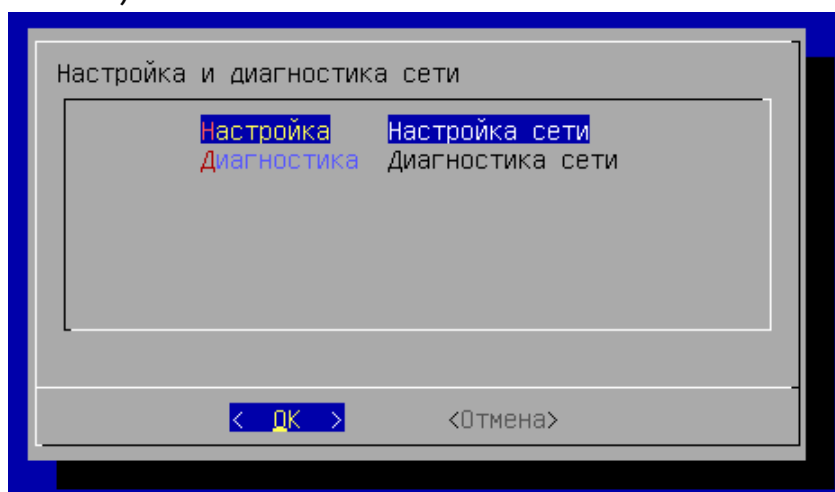 Настройка и диагностика сети
Настройка Настройка сети
Диагностика Диагностика сети
< OK > <Отмена>